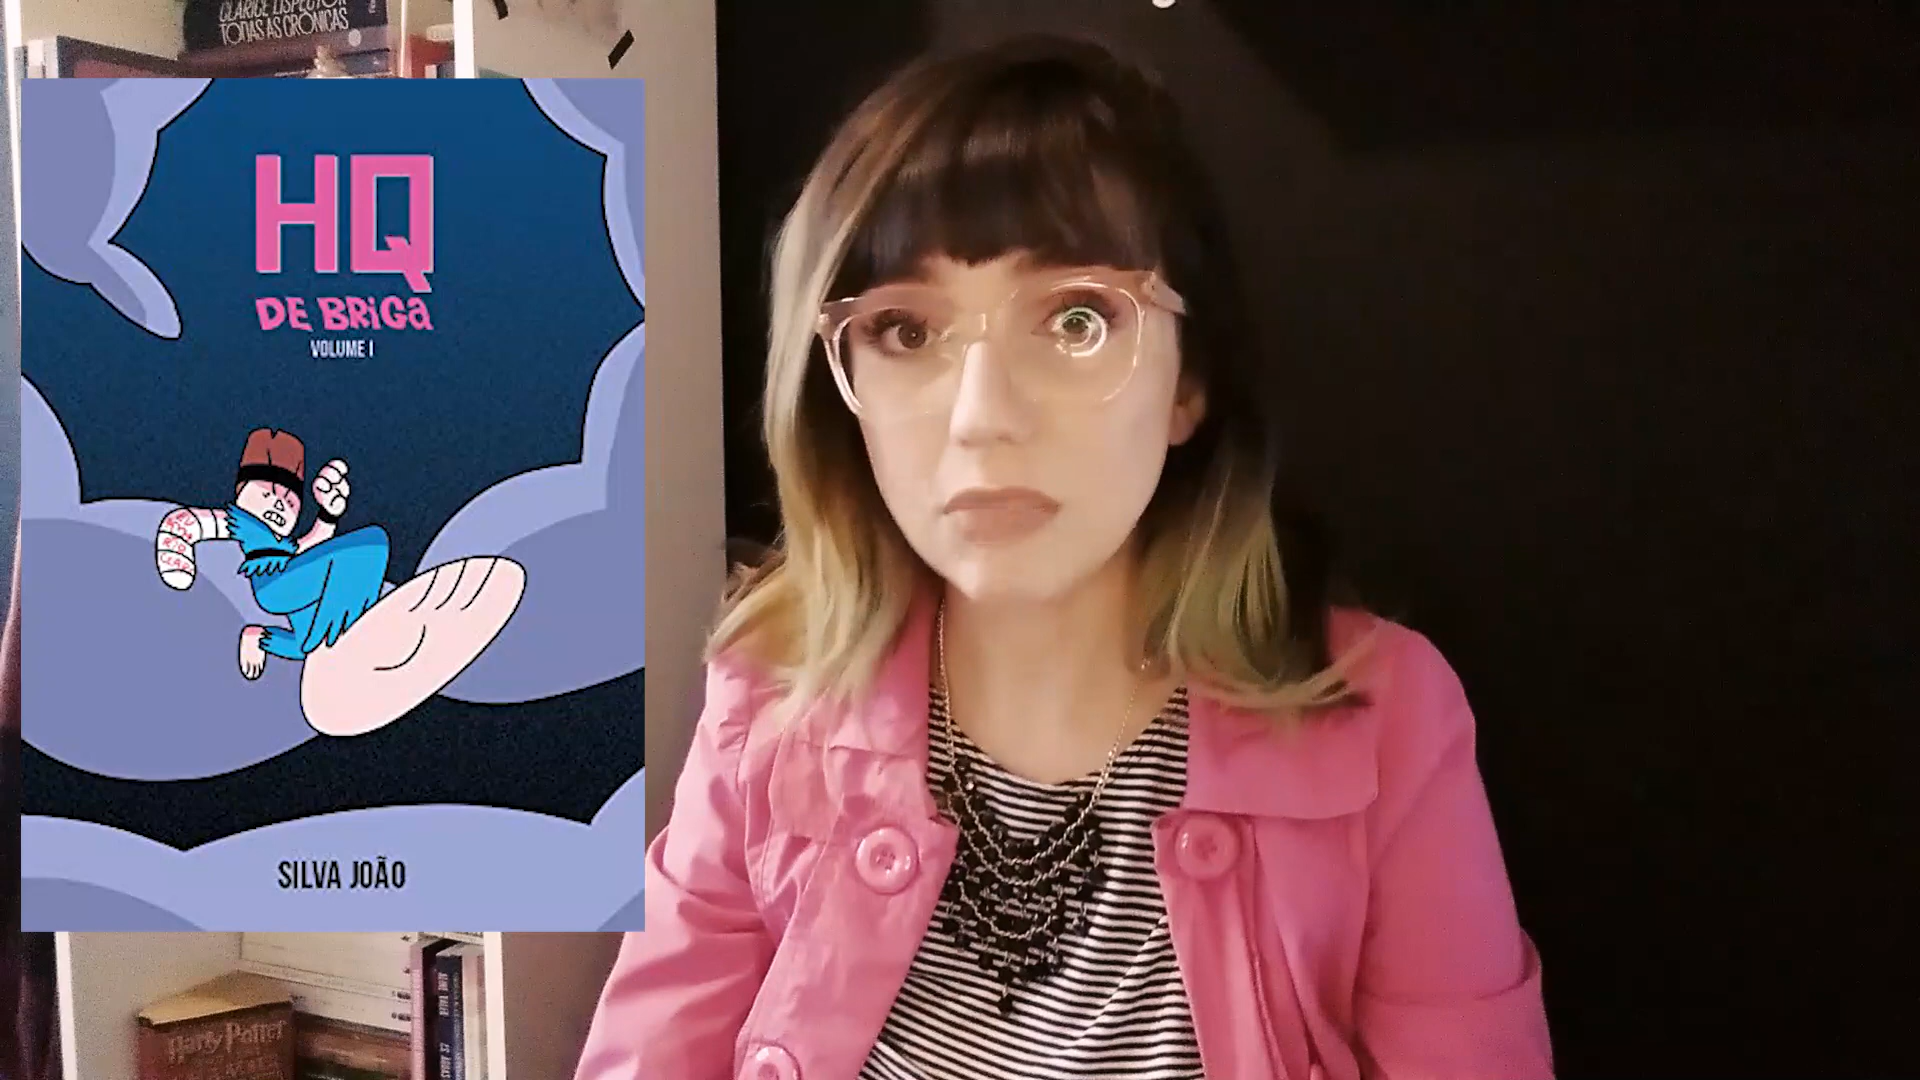 CLARICE LISPECTOR
TODAS AS CRÔNICAS
HQ
DE BRIGA
VOLUME I
SILVA JOÃO
Harry Potter